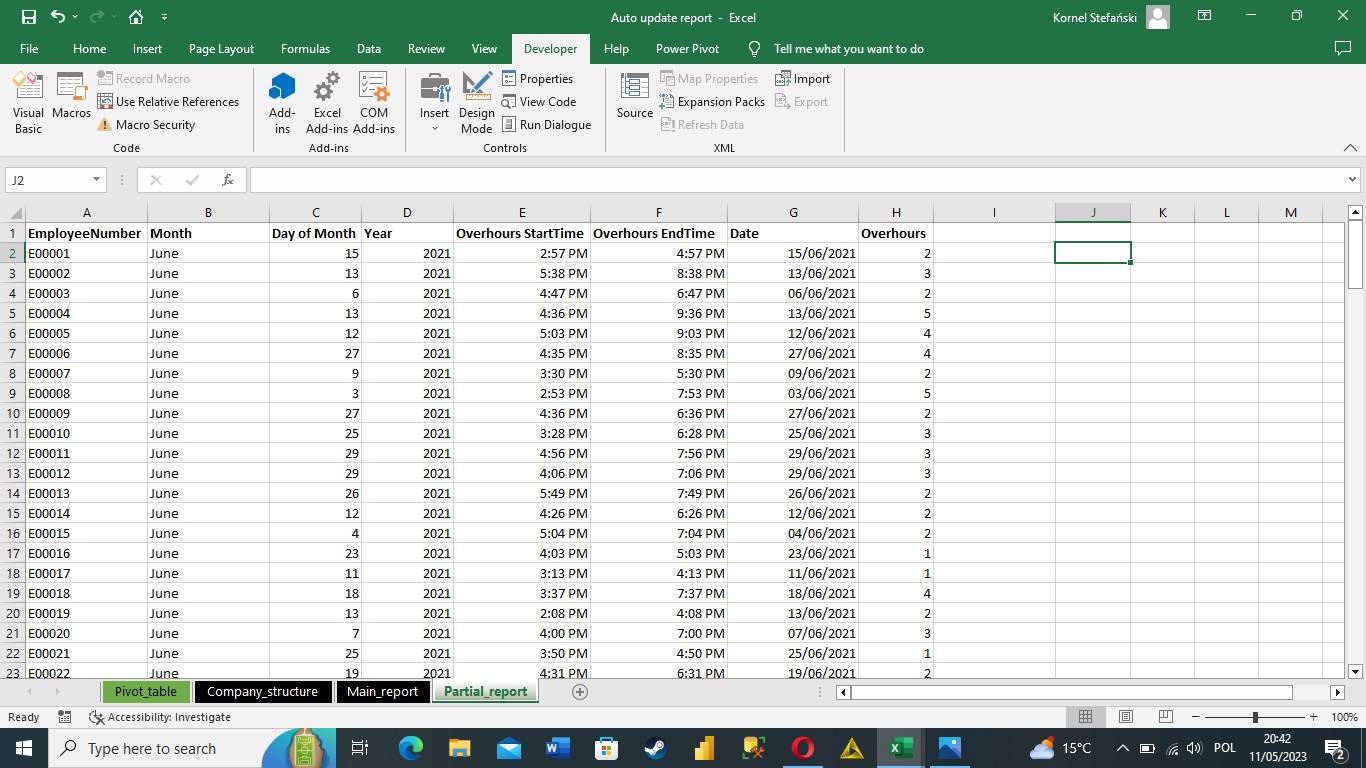 Auto update report - Excel
Kornel Stefański
File Home Insert Page Layout Formulas Data Review View Developer Help Power Pivot Tell me what you want to do
Visual Basic
Macros
Record Macro
Use Relative References
Macro Security
Code
Add-ins
Excel Add-ins
COM Add-ins
Add-ins
Insert
Design Mode
Properties
View Code
Run Dialogue
Controls
Source
Map Properties
Expansion Packs
Refresh Data
Import
Export
XML
J2 fx
A B C D E F G H I J K L M
1 EmployeeNumber Month Day of Month Year Overhours StartTime Overhours EndTime Date Overhours
2 E00001 June 15 2021 2:57 PM 4:57 PM 15/06/2021 2
3 E00002 June 13 2021 5:38 PM 8:38 PM 13/06/2021 3
4 E00003 June 6 2021 4:47 PM 6:47 PM 06/06/2021 2
5 E00004 June 13 2021 4:36 PM 9:36 PM 13/06/2021 5
6 E00005 June 12 2021 5:03 PM 9:03 PM 12/06/2021 4
7 E00006 June 27 2021 4:35 PM 8:35 PM 27/06/2021 4
8 E00007 June 9 2021 3:30 PM 5:30 PM 09/06/2021 2
9 E00008 June 3 2021 2:53 PM 7:53 PM 03/06/2021 5
10 E00009 June 27 2021 4:36 PM 6:36 PM 27/06/2021 2
11 E00010 June 25 2021 3:28 PM 6:28 PM 25/06/2021 3
12 E00011 June 29 2021 4:56 PM 7:56 PM 29/06/2021 3
13 E00012 June 29 2021 4:06 PM 7:06 PM 29/06/2021 3
14 E00013 June 26 2021 5:49 PM 7:49 PM 26/06/2021 2
15 E00014 June 12 2021 4:26 PM 6:26 PM 12/06/2021 2
16 E00015 June 4 2021 5:04 PM 7:04 PM 04/06/2021 2
17 E00016 June 23 2021 4:03 PM 5:03 PM 23/06/2021 1
18 E00017 June 11 2021 3:13 PM 4:13 PM 11/06/2021 1
19 E00018 June 18 2021 3:37 PM 7:37 PM 18/06/2021 4
20 E00019 June 13 2021 2:08 PM 4:08 PM 13/06/2021 2
21 E00020 June 7 2021 4:00 PM 7:00 PM 07/06/2021 3
22 E00021 June 25 2021 3:50 PM 4:50 PM 25/06/2021 1
23 E00022 June 19 2021 4:31 PM 6:31 PM 19/06/2021 2
Pivot_table Company_structure Main_report Partial_report
Ready Accessibility: Investigate 100%
Type here to search
15°C
POL
20:42
11/05/2023
2